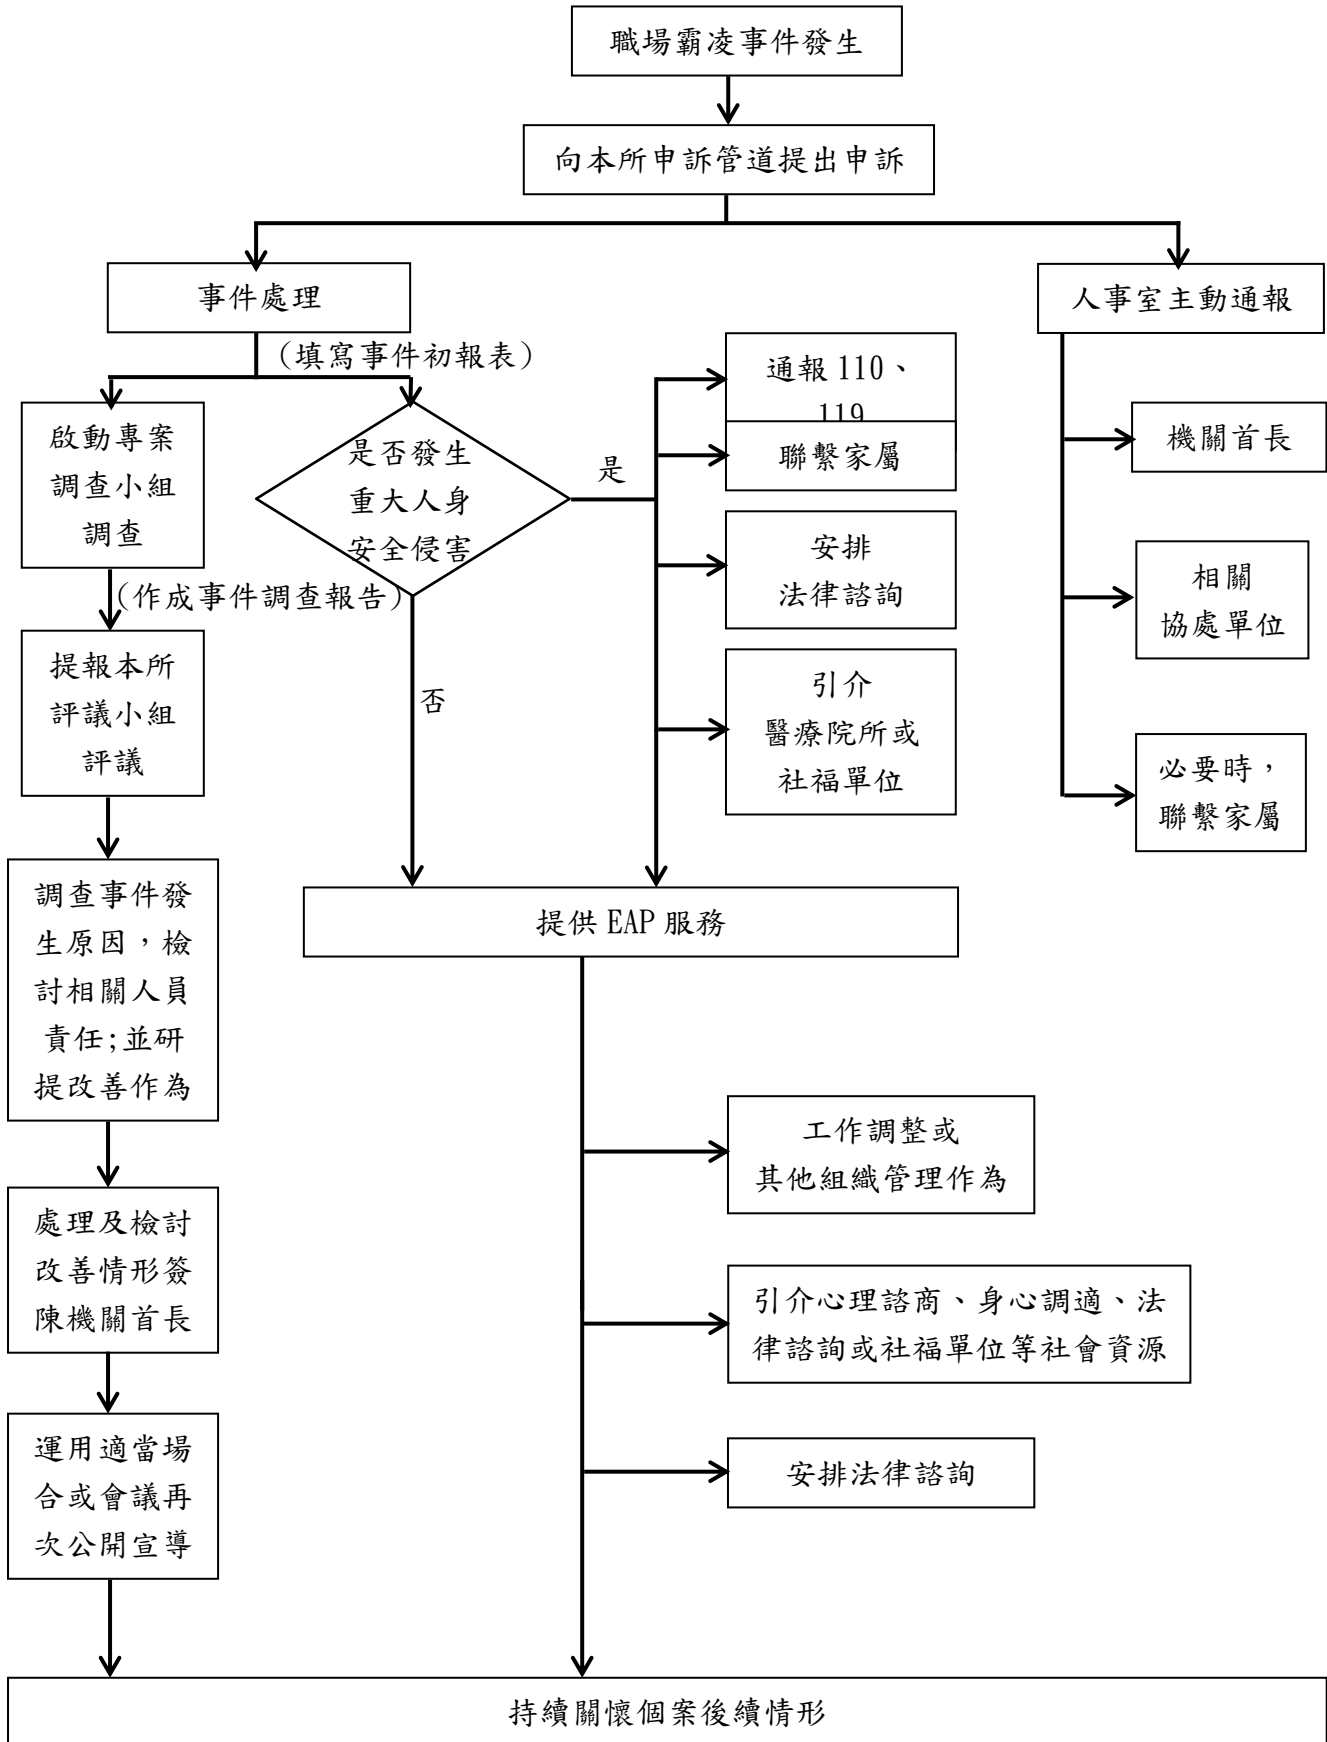 職場霸凌事件發生
向本所申訴管道提出申訴
事件處理
人事室主動通報
(填寫事件初報表)
啟動專案
調查小組
調查
是否發生
重大人身
安全侵害
是
通報 110、
119
聯繫家屬
安排
法律諮詢
引介
醫療院所或
社福單位
機關首長
相關
協處單位
必要時，
聯繫家屬
(作成事件調查報告)
提報本所
評議小組
評議
否
調查事件發
生原因，檢
討相關人員
責任;並研
提改善作為
提供 EAP 服務
處理及檢討
改善情形簽
陳機關首長
工作調整或
其他組織管理作為
引介心理諮商、身心調適、法
律諮詢或社福單位等社會資源
運用適當場
合或會議再
次公開宣導
安排法律諮詢
持續關懷個案後續情形